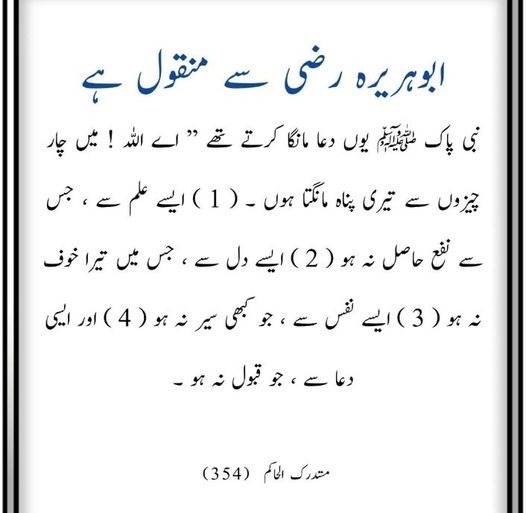 ابوہریرہ رضی سے منقول ہے
نبی پاک ﷺ یوں دعا مانگا کرتے تھے ” اے اللہ ! میں چار
چیزوں سے تیری پناہ مانگتا ہوں ۔ ( 1 ) ایسے علم سے ، جس
سے نفع حاصل نہ ہو ( 2 ) ایسے دل سے ، جس میں تیرا خوف
نہ ہو ( 3 ) ایسے نفس سے ، جو کبھی سیر نہ ہو ( 4 ) اور ایسی
دعا سے ، جو قبول نہ ہو ۔
مستدرک الحاکم (354)